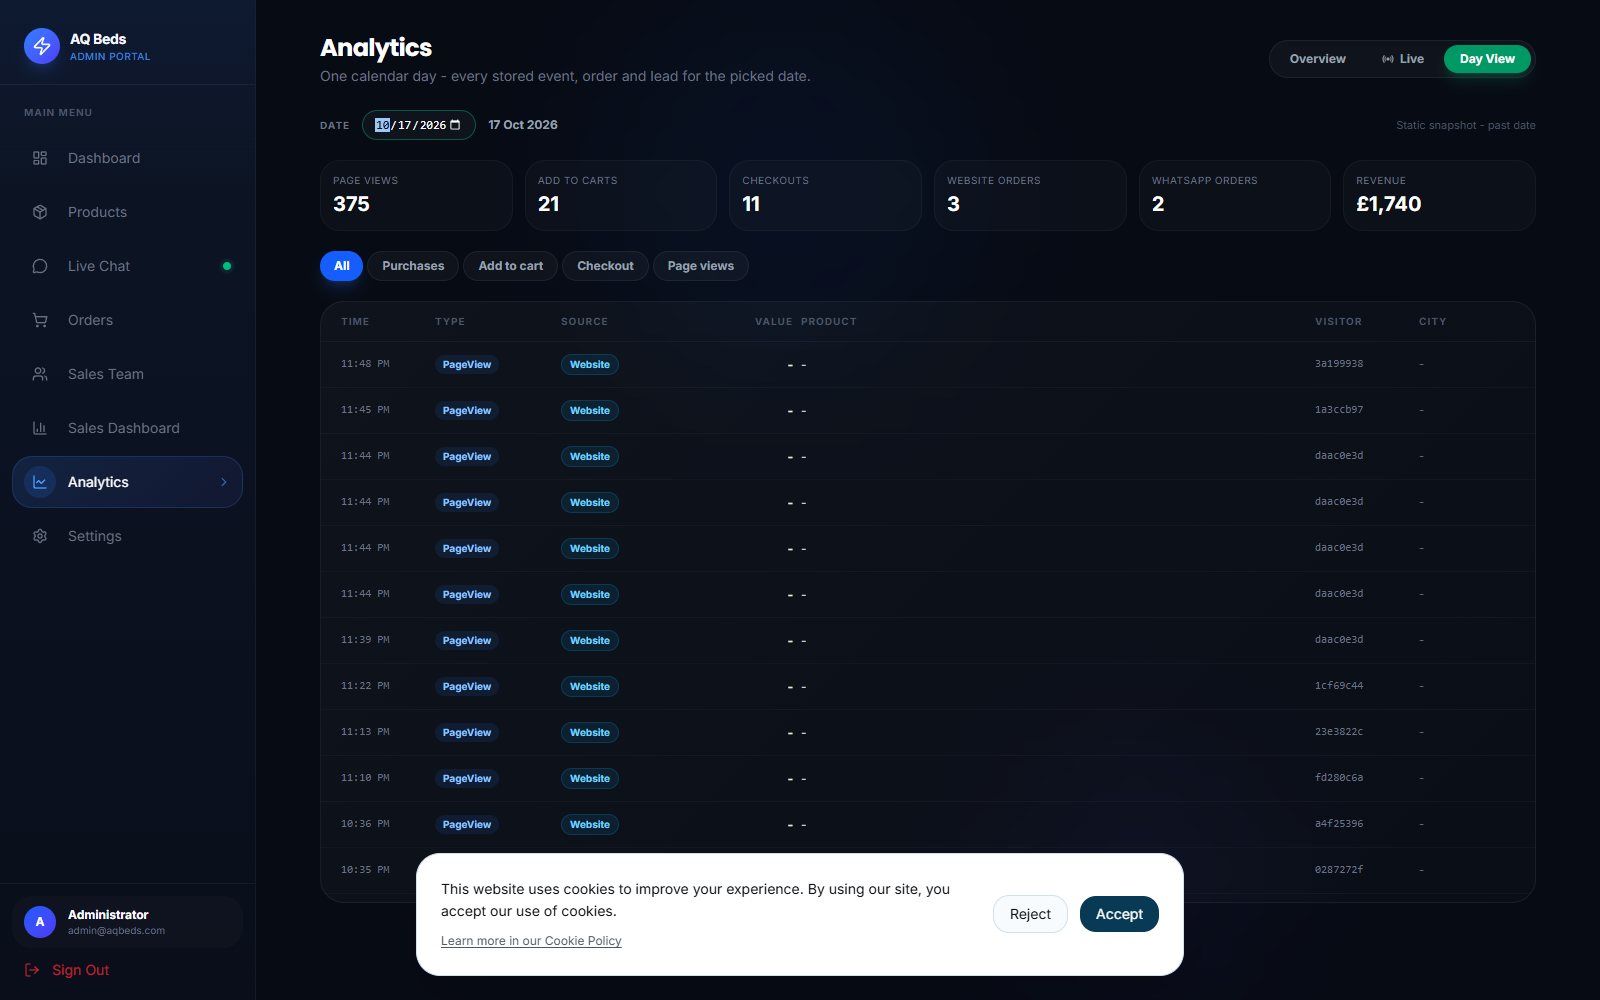 AQ Beds
ADMIN PORTAL
MAIN MENU
Dashboard
Products
Live Chat
Orders
Sales Team
Sales Dashboard
Analytics
Settings
A
Administrator
admin@aqbeds.com
Sign Out
Analytics
One calendar day - every stored event, order and lead for the picked date.
Overview Live Day View
DATE 10/17/2026 17 Oct 2026 Static snapshot - past date
PAGE VIEWS ADD TO CARTS CHECKOUTS WEBSITE ORDERS WHATSAPP ORDERS REVENUE
375 21 11 3 2 £1,740
All Purchases Add to cart Checkout Page views
TIME TYPE SOURCE VALUE PRODUCT VISITOR CITY
11:48 PM PageView Website - - 3a199938 -
11:45 PM PageView Website - - 1a3ccb97 -
11:44 PM PageView Website - - daac0e3d -
11:44 PM PageView Website - - daac0e3d -
11:44 PM PageView Website - - daac0e3d -
11:44 PM PageView Website - - daac0e3d -
11:39 PM PageView Website - - daac0e3d -
11:22 PM PageView Website - - 1cf69c44 -
11:13 PM PageView Website - - 23e3822c -
11:10 PM PageView Website - - fd280c6a -
10:36 PM PageView Website - - a4f25396 -
10:35 PM 0287272f -
This website uses cookies to improve your experience. By using our site, you
accept our use of cookies.
Learn more in our Cookie Policy
Reject Accept